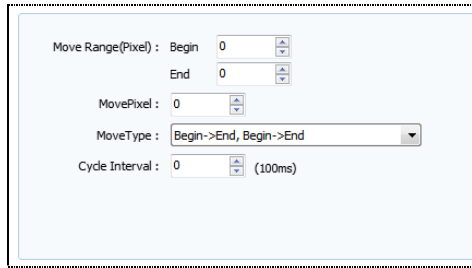 Move Range(Pixel) : Begin 0
End 0
MovePixel : 0
MoveType : Begin->End, Begin->End
Cycle Interval : 0 (100ms)